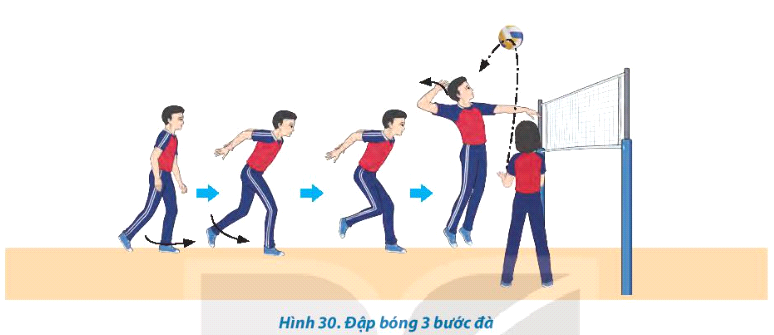 Hình 30. Đập bóng 3 bước đà